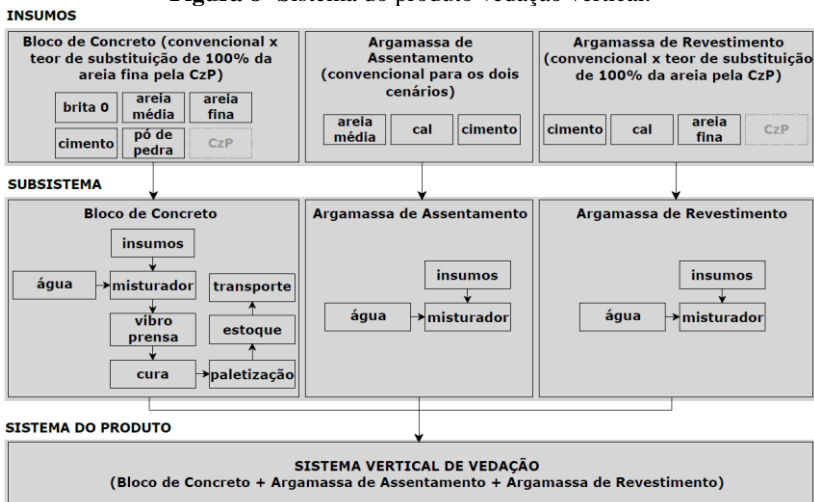 Figura 8- Sistema do produto vedação vertical.
INSUMOS
Bloco de Concreto (convencional x
teor de substituição de 100% da
areia fina pela CzP)
brita 0
areia
média
areia
fina
cimento
pó de
pedra
CzP
Argamassa de
Assentamento
(convencional para os dois
cenários)
areia
média
cal
cimento
Argamassa de Revestimento
(convencional x teor de substituição
de 100% da areia pela CzP)
cimento
cal
areia
fina
CzP
SUBSISTEMA
Bloco de Concreto
insumos
água
misturador
transporte
vibro
prensa
estoque
cura
paletização
Argamassa de Assentamento
insumos
água
misturador
Argamassa de Revestimento
insumos
água
misturador
SISTEMA DO PRODUTO
SISTEMA VERTICAL DE VEDAÇÃO
(Bloco de Concreto + Argamassa de Assentamento + Argamassa de Revestimento)